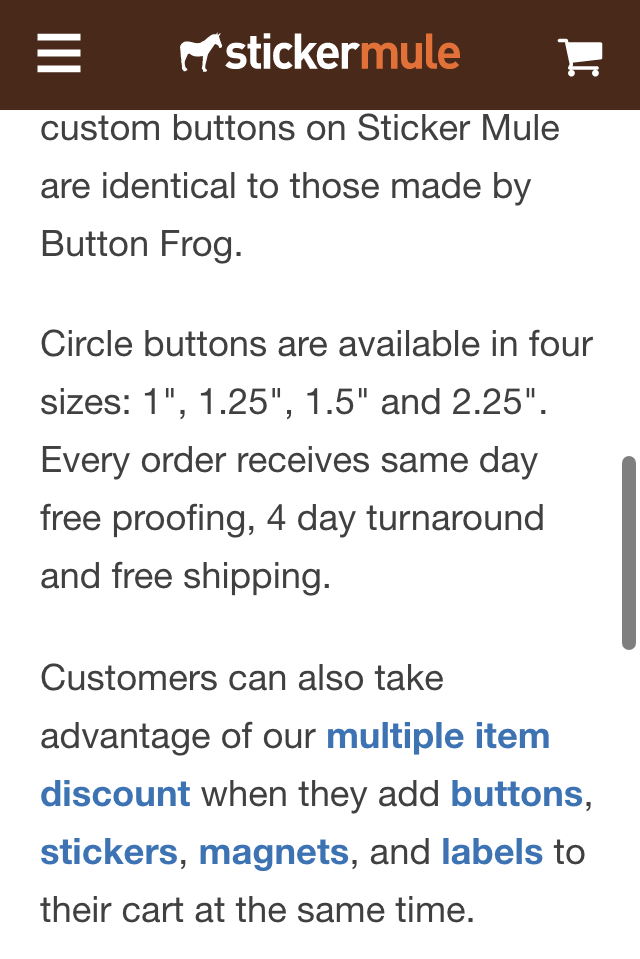 stickermule
custom buttons on Sticker Mule
are identical to those made by
Button Frog.
Circle buttons are available in four
sizes: 1", 1.25", 1.5" and 2.25".
Every order receives same day
free proofing, 4 day turnaround
and free shipping.
Customers can also take
advantage of our multiple item
discount when they add buttons,
stickers, magnets, and labels to
their cart at the same time.